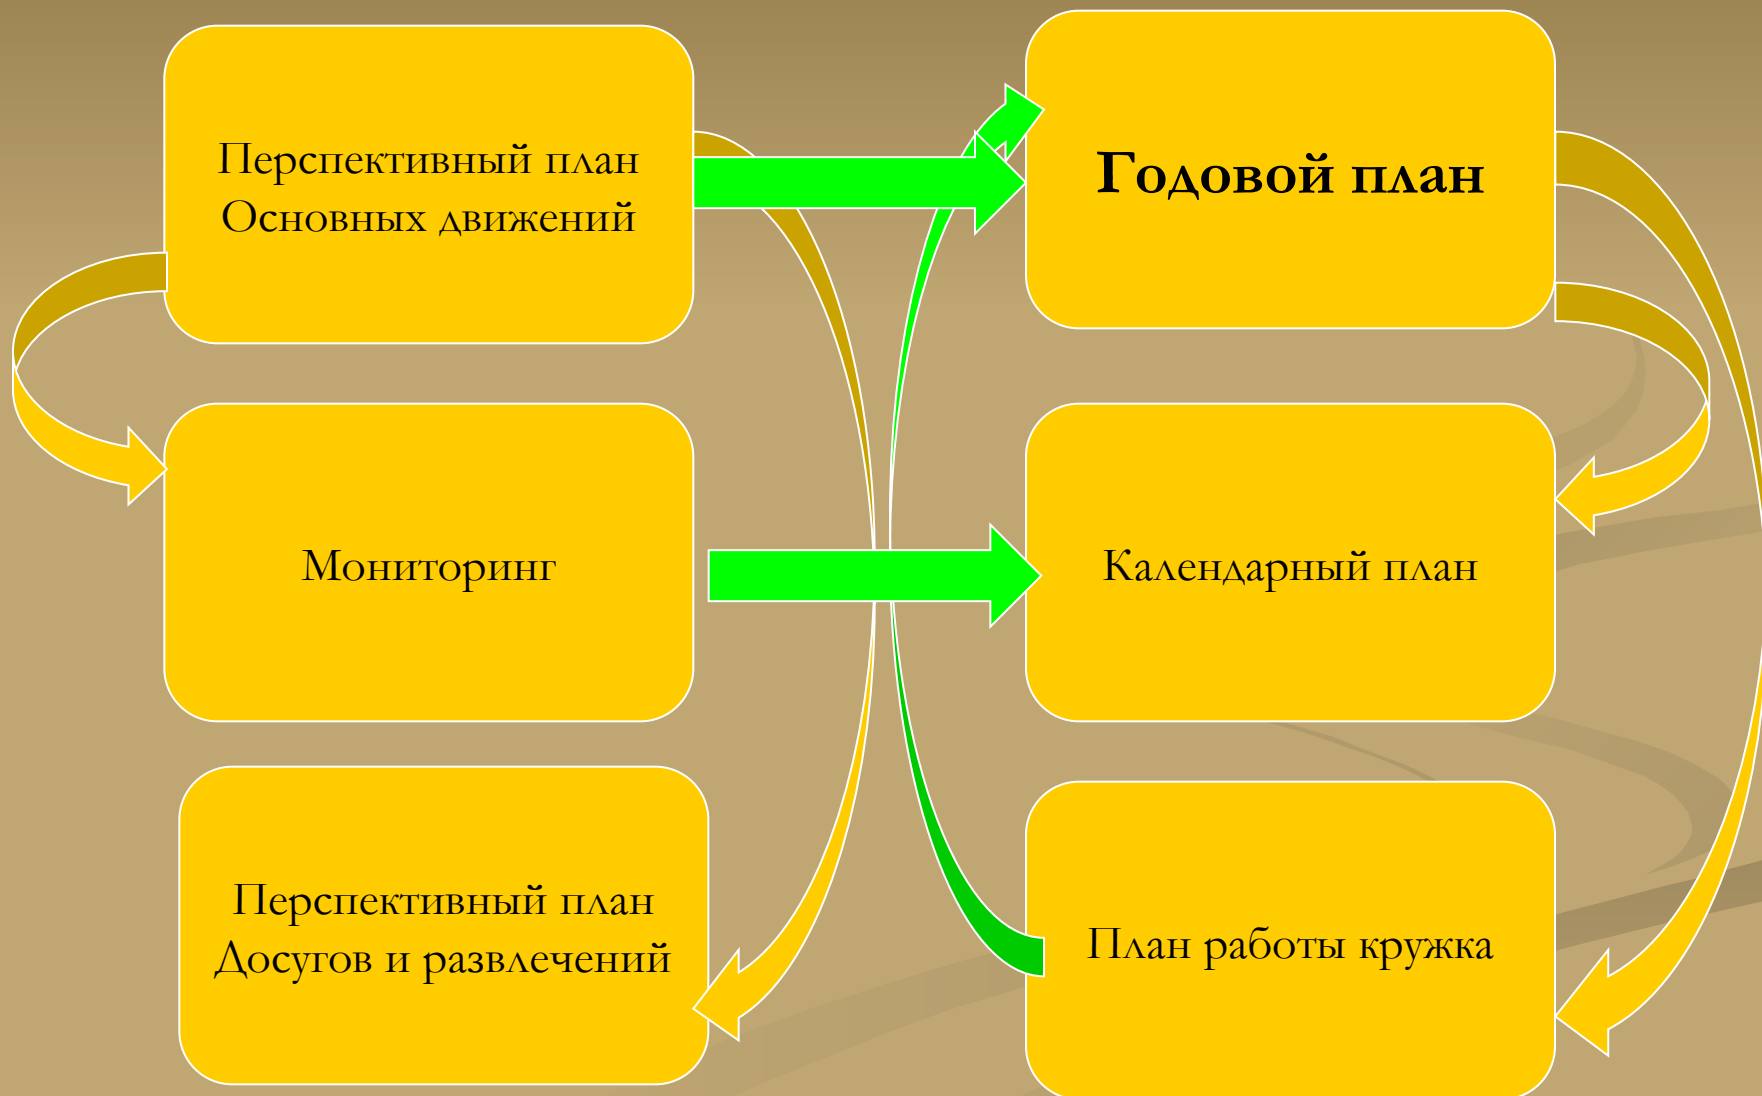 Перспективный план
Основных движений
Годовой план
Мониторинг
Календарный план
Перспективный план
Досугов и развлечений
План работы кружка